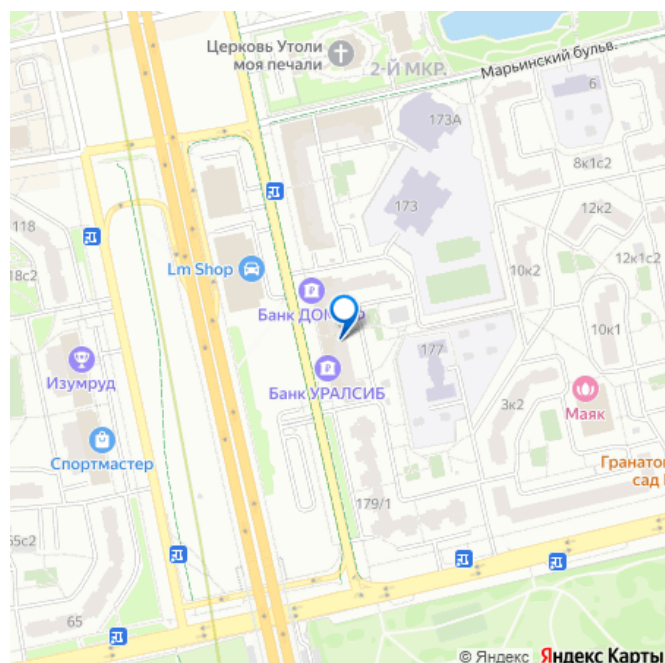 Церковь Утоли
моя печали
2-Й МКР.
Марьинский бульв.
6
173А
8к1с2
173
12к2
118
18с2
Lm Shop
10к2
12к1с2
Банк ДОМ
10к1
177
Изумруд
Банк УРАЛСИБ
Маяк
3к2
Спортмастер
Гранато
сад
179/1
65с2
65
© Яндекс Яндекс Карты